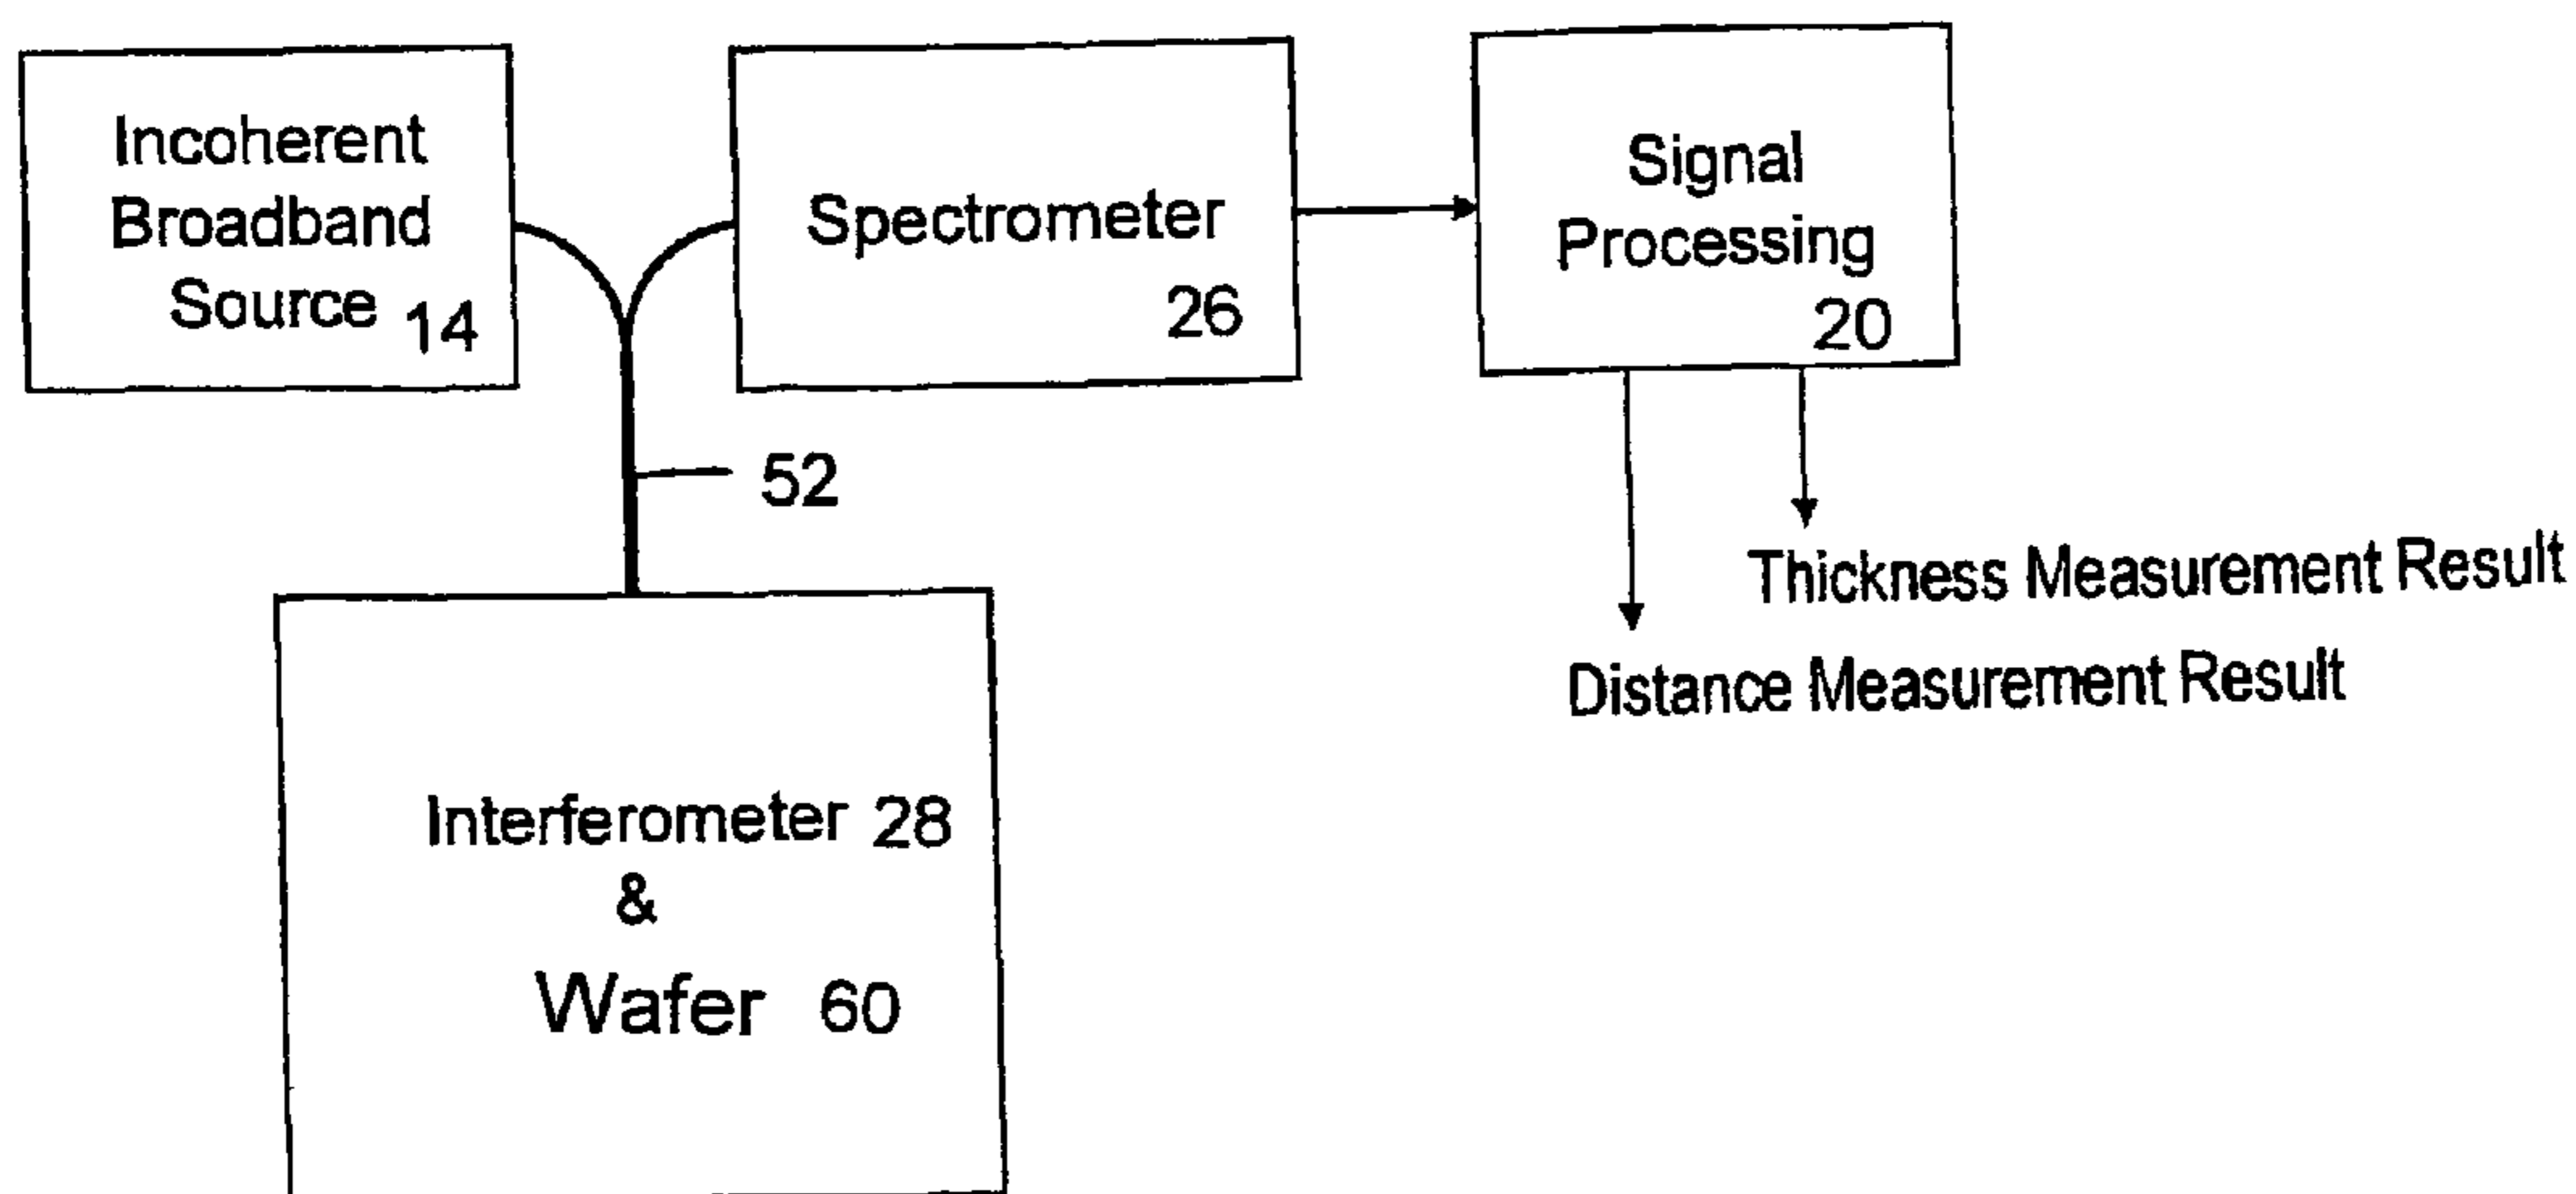 Incoherent
Broadband
Source 14
Spectrometer
26
Signal
Processing
20
52
Thickness Measurement Result
Distance Measurement Result
Interferometer 28
&
Wafer 60